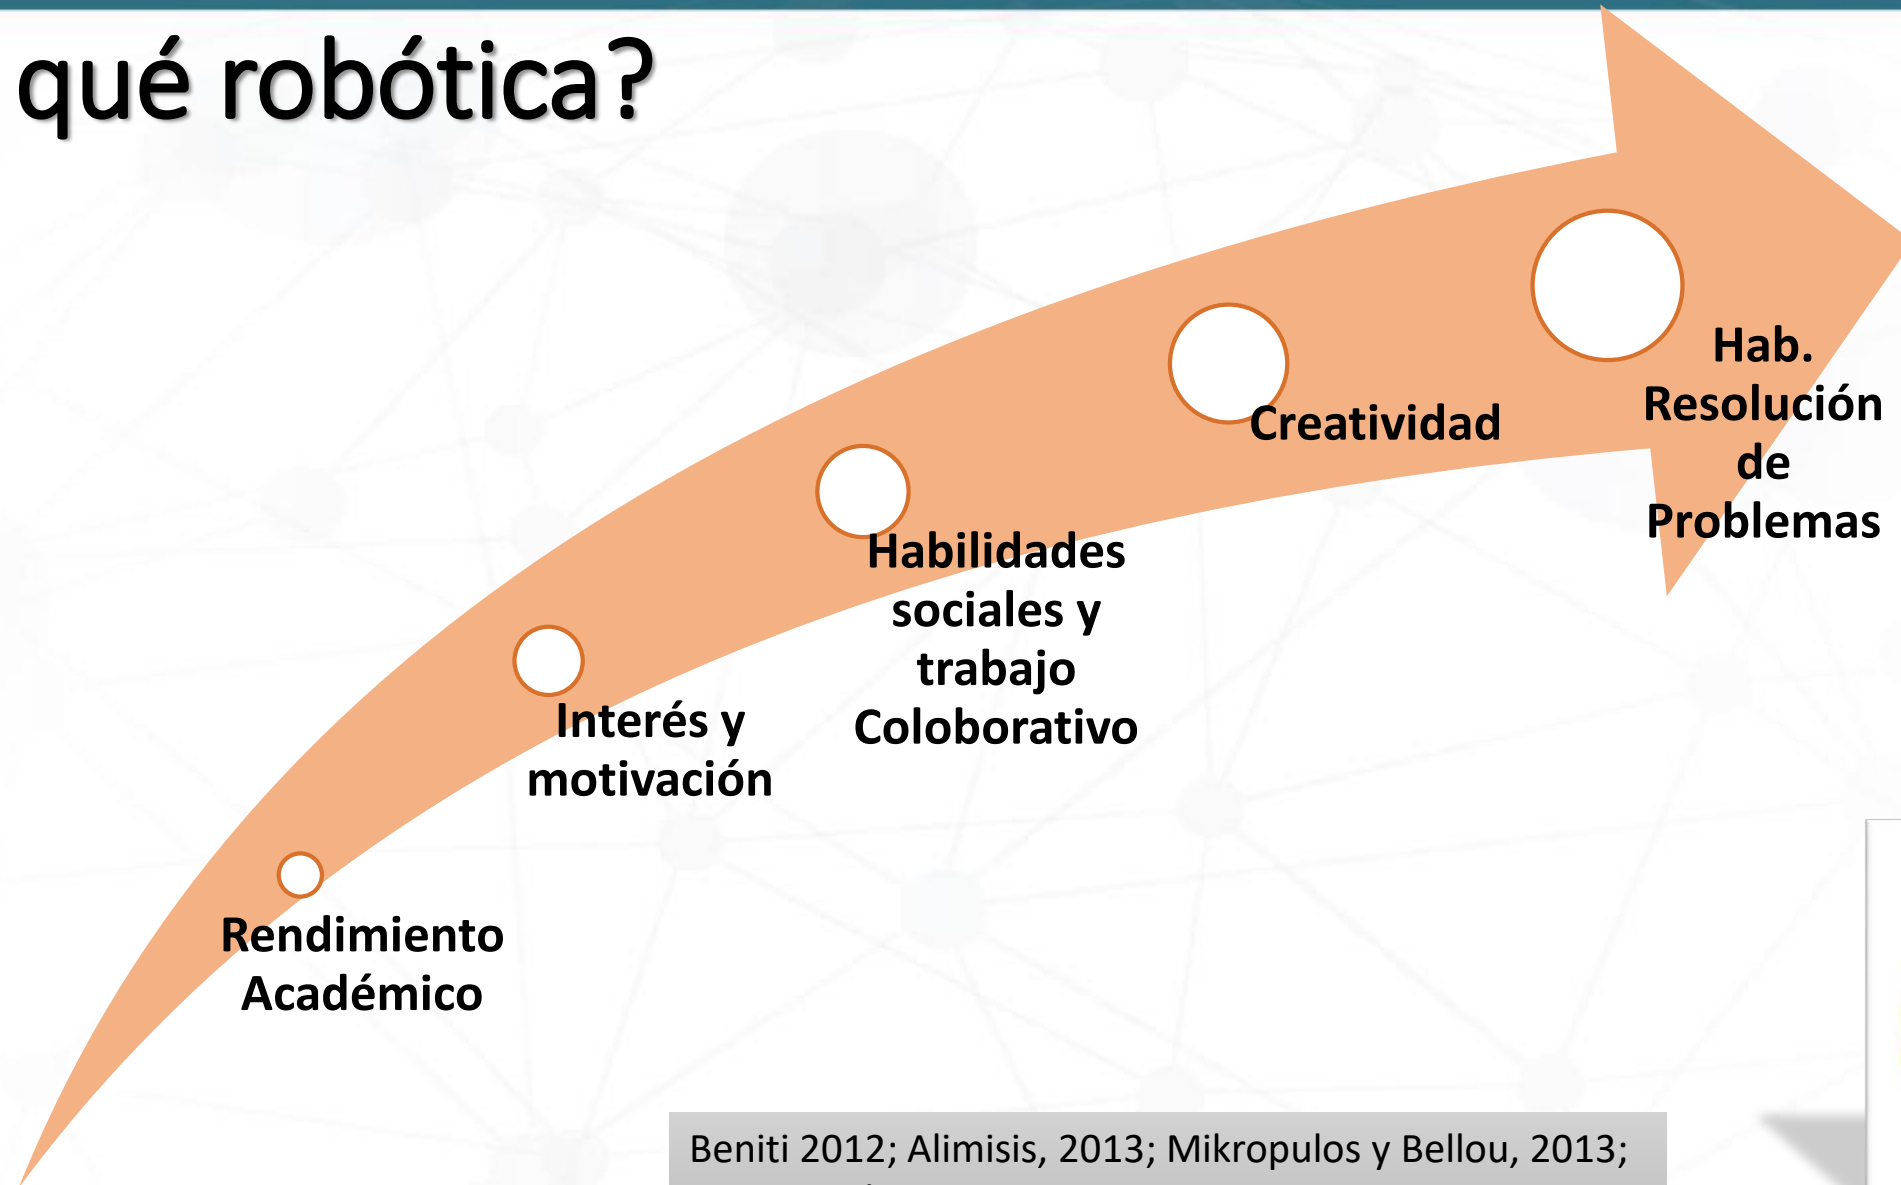 qué robótica?
Hab.
Resolución
de
Problemas
Creatividad
Habilidades
sociales y
trabajo
Coloborativo
Interés y
motivación
Rendimiento
Académico
Beniti 2012; Alimisis, 2013; Mikropulos y Bellou, 2013;